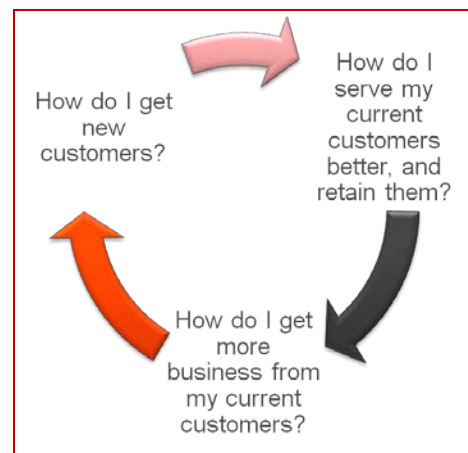 How do I get
new
customers?
How do I
serve my
current
customers
better, and
retain them?
How do I get
more
business from
my current
customers?